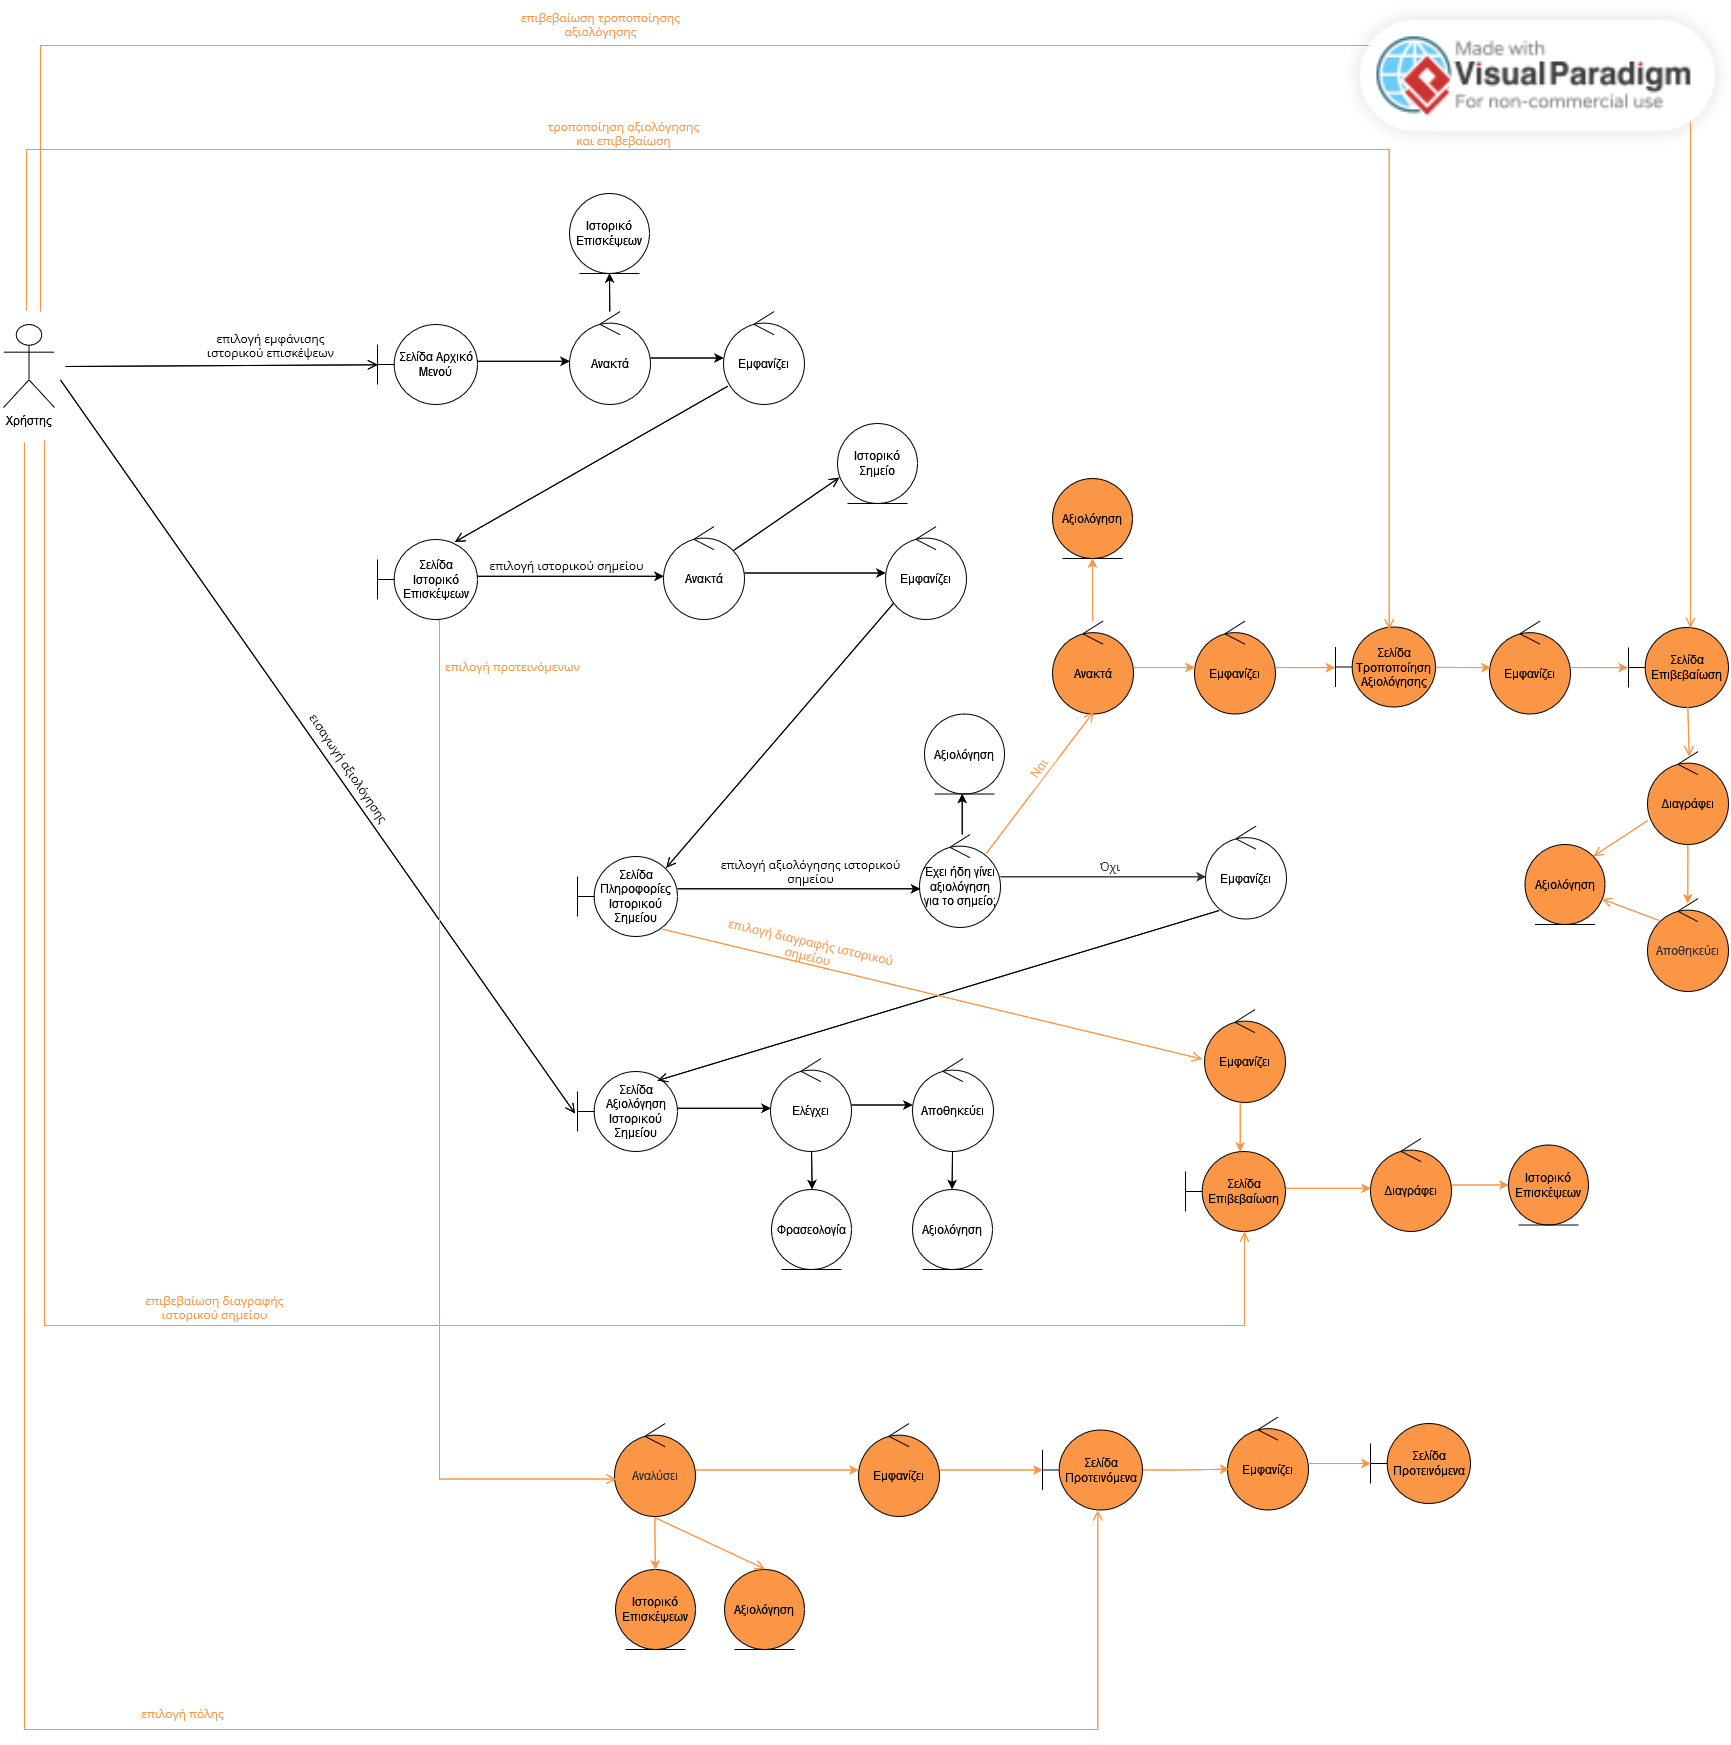 επιβεβαίωση τροποποίησης
αξιολόγησης
Made with
Visual Paradigm
For non-commercial use
τροποποίηση αξιολόγησης
και επιβεβαίωση
Ιστορικό
Επισκέψεων
επιλογή εμφάνισης
ιστορικού επισκέψεων
Σελίδα Αρχικό
Μενού
Ανακτά
Εμφανίζει
Χρήστης
Ιστορικό
Σημείο
Σελίδα
Ιστορικό
Επισκέψεων
επιλογή ιστορικού σημείου
Ανακτά
Εμφανίζει
Αξιολόγηση
επιλογή προτεινόμενων
Ανακτά
Εμφανίζει
Σελίδα
Τροποποίηση
Αξιολόγησης
Εμφανίζει
Σελίδα
Επιβεβαίωση
εισαγωγή αξιολόγησης
Αξιολόγηση
Ναι
Διαγράφει
Σελίδα
Πληροφορίες
Ιστορικού
Σημείου
επιλογή αξιολόγησης ιστορικού
σημείου
Έχει ήδη γίνει
αξιολόγηση
για το σημείο;
Όχι
Εμφανίζει
Αξιολόγηση
Αποθηκεύει
επιλογή διαγραφής ιστορικού
σημείου
Εμφανίζει
Σελίδα
Αξιολόγηση
Ιστορικού
Σημείου
Ελέγχει
Αποθηκεύει
Φρασεολογία
Αξιολόγηση
Σελίδα
Επιβεβαίωση
Διαγράφει
Ιστορικό
Επισκέψεων
επιβεβαίωση διαγραφής
ιστορικού σημείου
Αναλύσει
Εμφανίζει
Σελίδα
Προτεινόμενα
Εμφανίζει
Σελίδα
Προτεινόμενα
Ιστορικό
Επισκέψεων
Αξιολόγηση
επιλογή πόλης